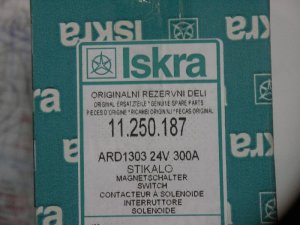 Iskra
Iskra
ORIGINALNI REZERVNI DELI
ORIGINAL ERSATZTEILE * GENUINE SPARE PARTS
PIECES D'ORIGINE * RICAMBI ORIGINALI * PEÇAS ORIGINAL
11.250.187
ARD1303 24V 300A
STIKALO
MAGNETSCHALTER
SWITCH
CONTACTEUR A SOLENOIDE
INTERRUTTORE
SOLENOIDE